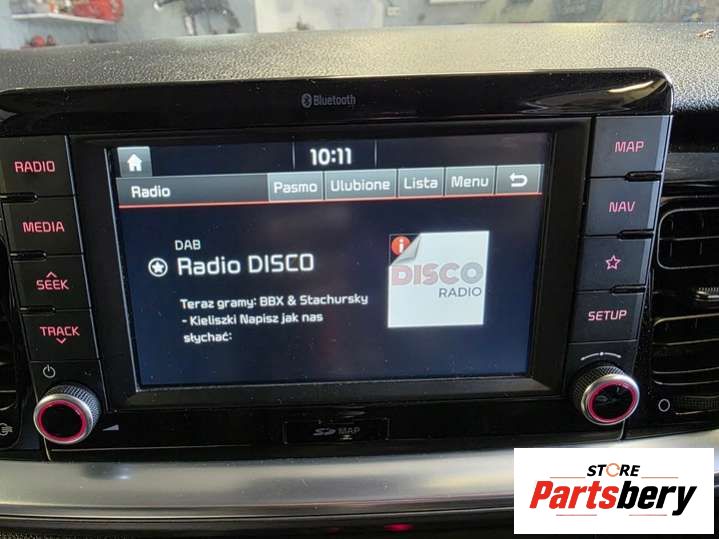 Bluetooth
RADIO
MEDIA
SEEK
TRACK
10:11
Radio
Pasmo
Ulubione
Lista
Menu
DAB
Radio DISCO
Teraz gramy: BBX & Stachursky
- Kieliszki Napisz jak nas
słychać:
i
DISCO
RADIO
MAP
NAV
SETUP
SD MAP
STORE
Partsbery